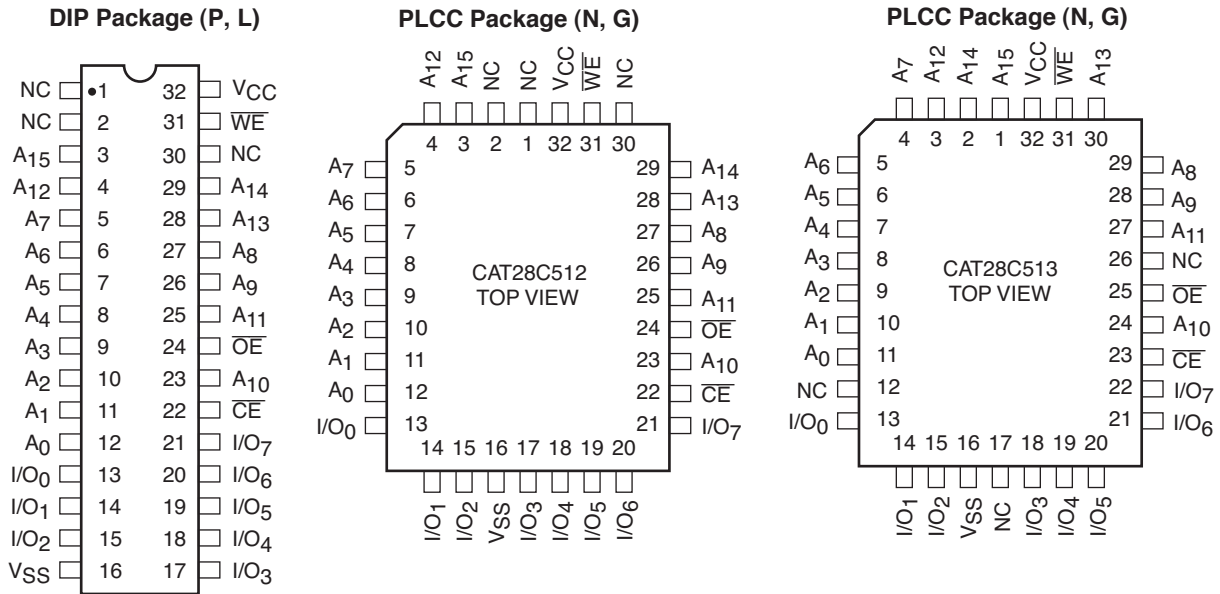 DIP Package (P, L)
NC 1 32 VCC
NC 2 31 WE
A15 3 30 NC
A12 4 29 A14
A7 5 28 A13
A6 6 27 A8
A5 7 26 A9
A4 8 25 A11
A3 9 24 OE
A2 10 23 A10
A1 11 22 CE
A0 12 21 I/O7
I/O0 13 20 I/O6
I/O1 14 19 I/O5
I/O2 15 18 I/O4
VSS 16 17 I/O3
PLCC Package (N, G)
A12 A15 NC NC VCC WE NC
4 3 2 1 32 31 30
A7 5 29 A14
A6 6 28 A13
A5 7 27 A8
A4 8 26 A9
A3 9 25 A11
A2 10 24 OE
A1 11 23 A10
A0 12 22 CE
I/O0 13 21 I/O7
CAT28C512
TOP VIEW
14 15 16 17 18 19 20
I/O1 I/O2 VSS I/O3 I/O4 I/O5 I/O6
PLCC Package (N, G)
A7 A12 A14 A15 VCC WE A13
4 3 2 1 32 31 30
A6 5 29 A8
A5 6 28 A9
A4 7 27 A11
A3 8 26 NC
A2 9 25 OE
A1 10 24 A10
A0 11 23 CE
NC 12 22 I/O7
I/O0 13 21 I/O6
CAT28C513
TOP VIEW
14 15 16 17 18 19 20
I/O1 I/O2 VSS NC I/O3 I/O4 I/O5